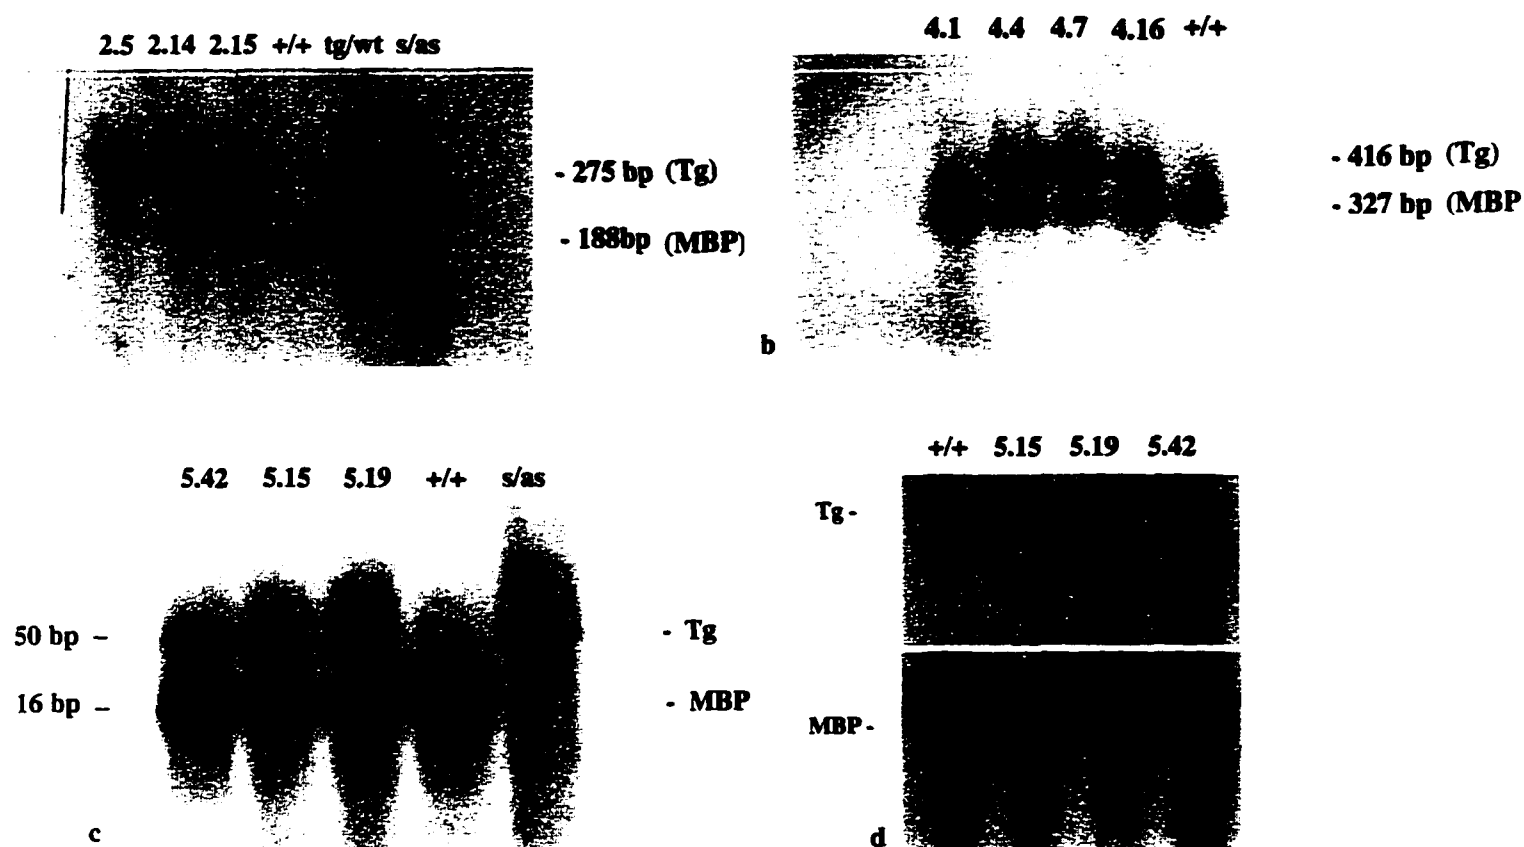 2.5 2.14 2.15 +/+ tg/wt s/as
- 275 bp (Tg)
- 188bp (MBP)
4.1 4.4 4.7 4.16 +/+
- 416 bp (Tg)
- 327 bp (MBP
b
5.42 5.15 5.19 +/+ s/as
50 bp –
16 bp –
- Tg
- MBP
c
+/+ 5.15 5.19 5.42
Tg -
MBP -
d